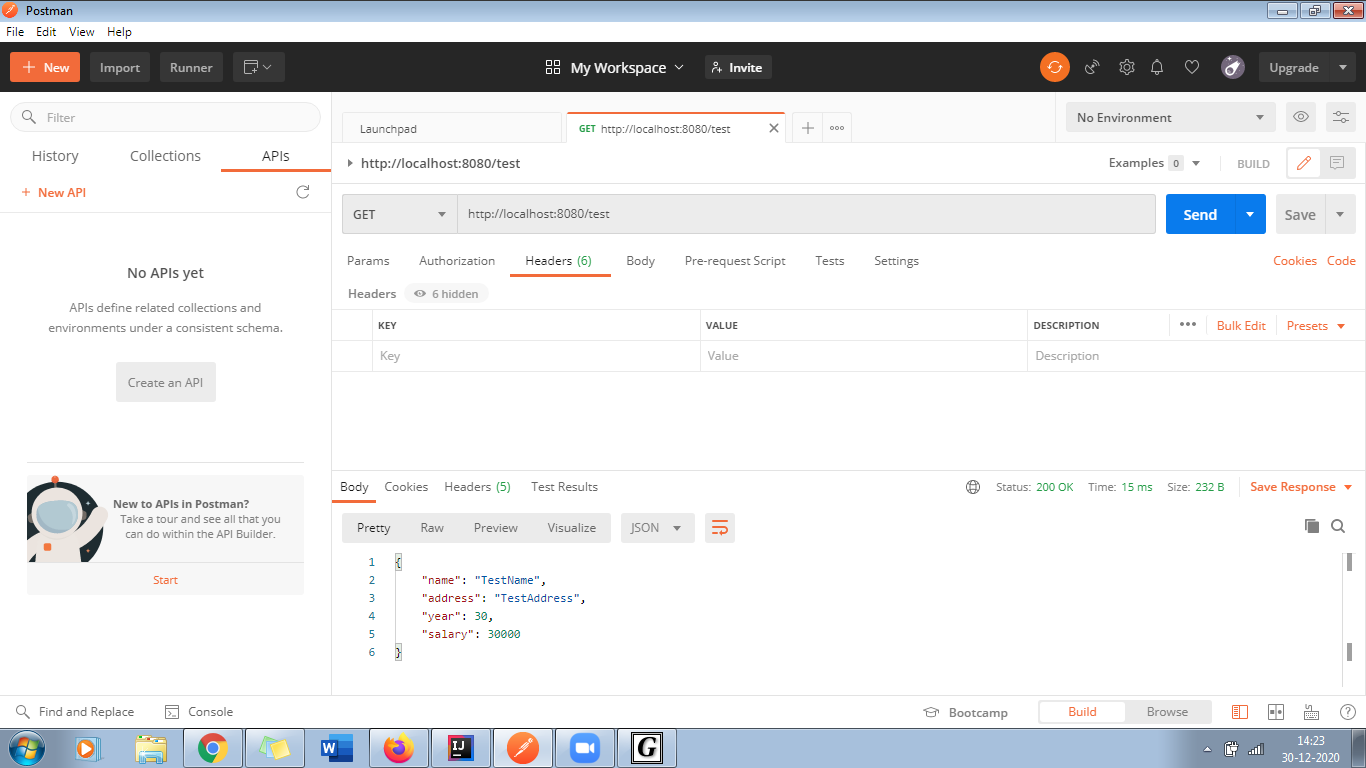 Postman
File Edit View Help
New Import Runner My Workspace Invite Upgrade
Filter
History Collections APIs
+ New API
No APIs yet
APIs define related collections and
environments under a consistent schema.
Create an API
New to APIs in Postman?
Take a tour and see all that you
can do within the API Builder.
Start
Launchpad GET http://localhost:8080/test No Environment
http://localhost:8080/test Examples 0 BUILD
GET http://localhost:8080/test Send Save
Params Authorization Headers (6) Body Pre-request Script Tests Settings Cookies Code
Headers 6 hidden
KEY VALUE DESCRIPTION Bulk Edit Presets
Key Value Description
Body Cookies Headers (5) Test Results Status: 200 OK Time: 15 ms Size: 232 B Save Response
Pretty Raw Preview Visualize JSON
1 {
2 "name": "TestName",
3 "address": "TestAddress",
4 "year": 30,
5 "salary": 30000
6 }
Find and Replace Console Bootcamp Build Browse
W IJ G
14:23
30-12-2020